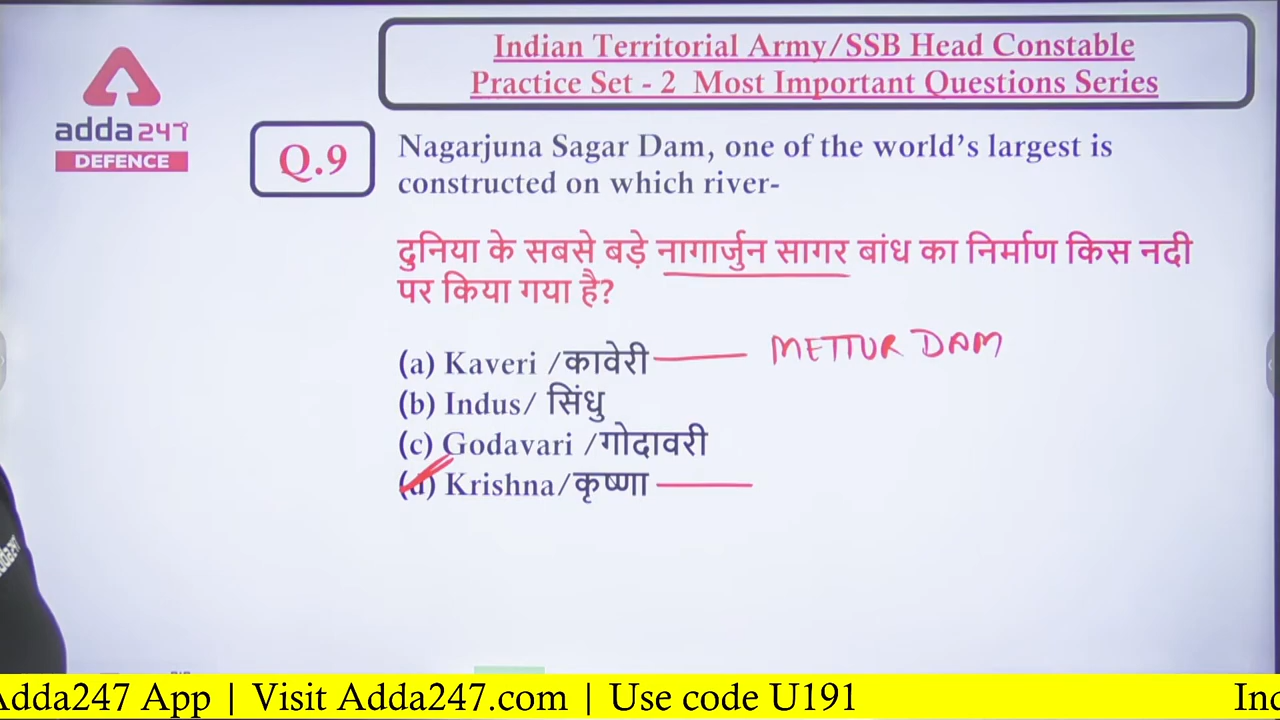 Indian Territorial Army/SSB Head Constable
Practice Set - 2 Most Important Questions Series
adda247
DEFENCE
Q.9
Nagarjuna Sagar Dam, one of the world's largest is
constructed on which river-
दुनिया के सबसे बड़े नागार्जुन सागर बांध का निर्माण किस नदी
पर किया गया है?
(a) Kaveri /कावेरी METTUR DAM
(b) Indus/ सिंधु
(c) Godavari /गोदावरी
(d) Krishna/कृष्णा
Adda247 App | Visit Adda247.com | Use code U191